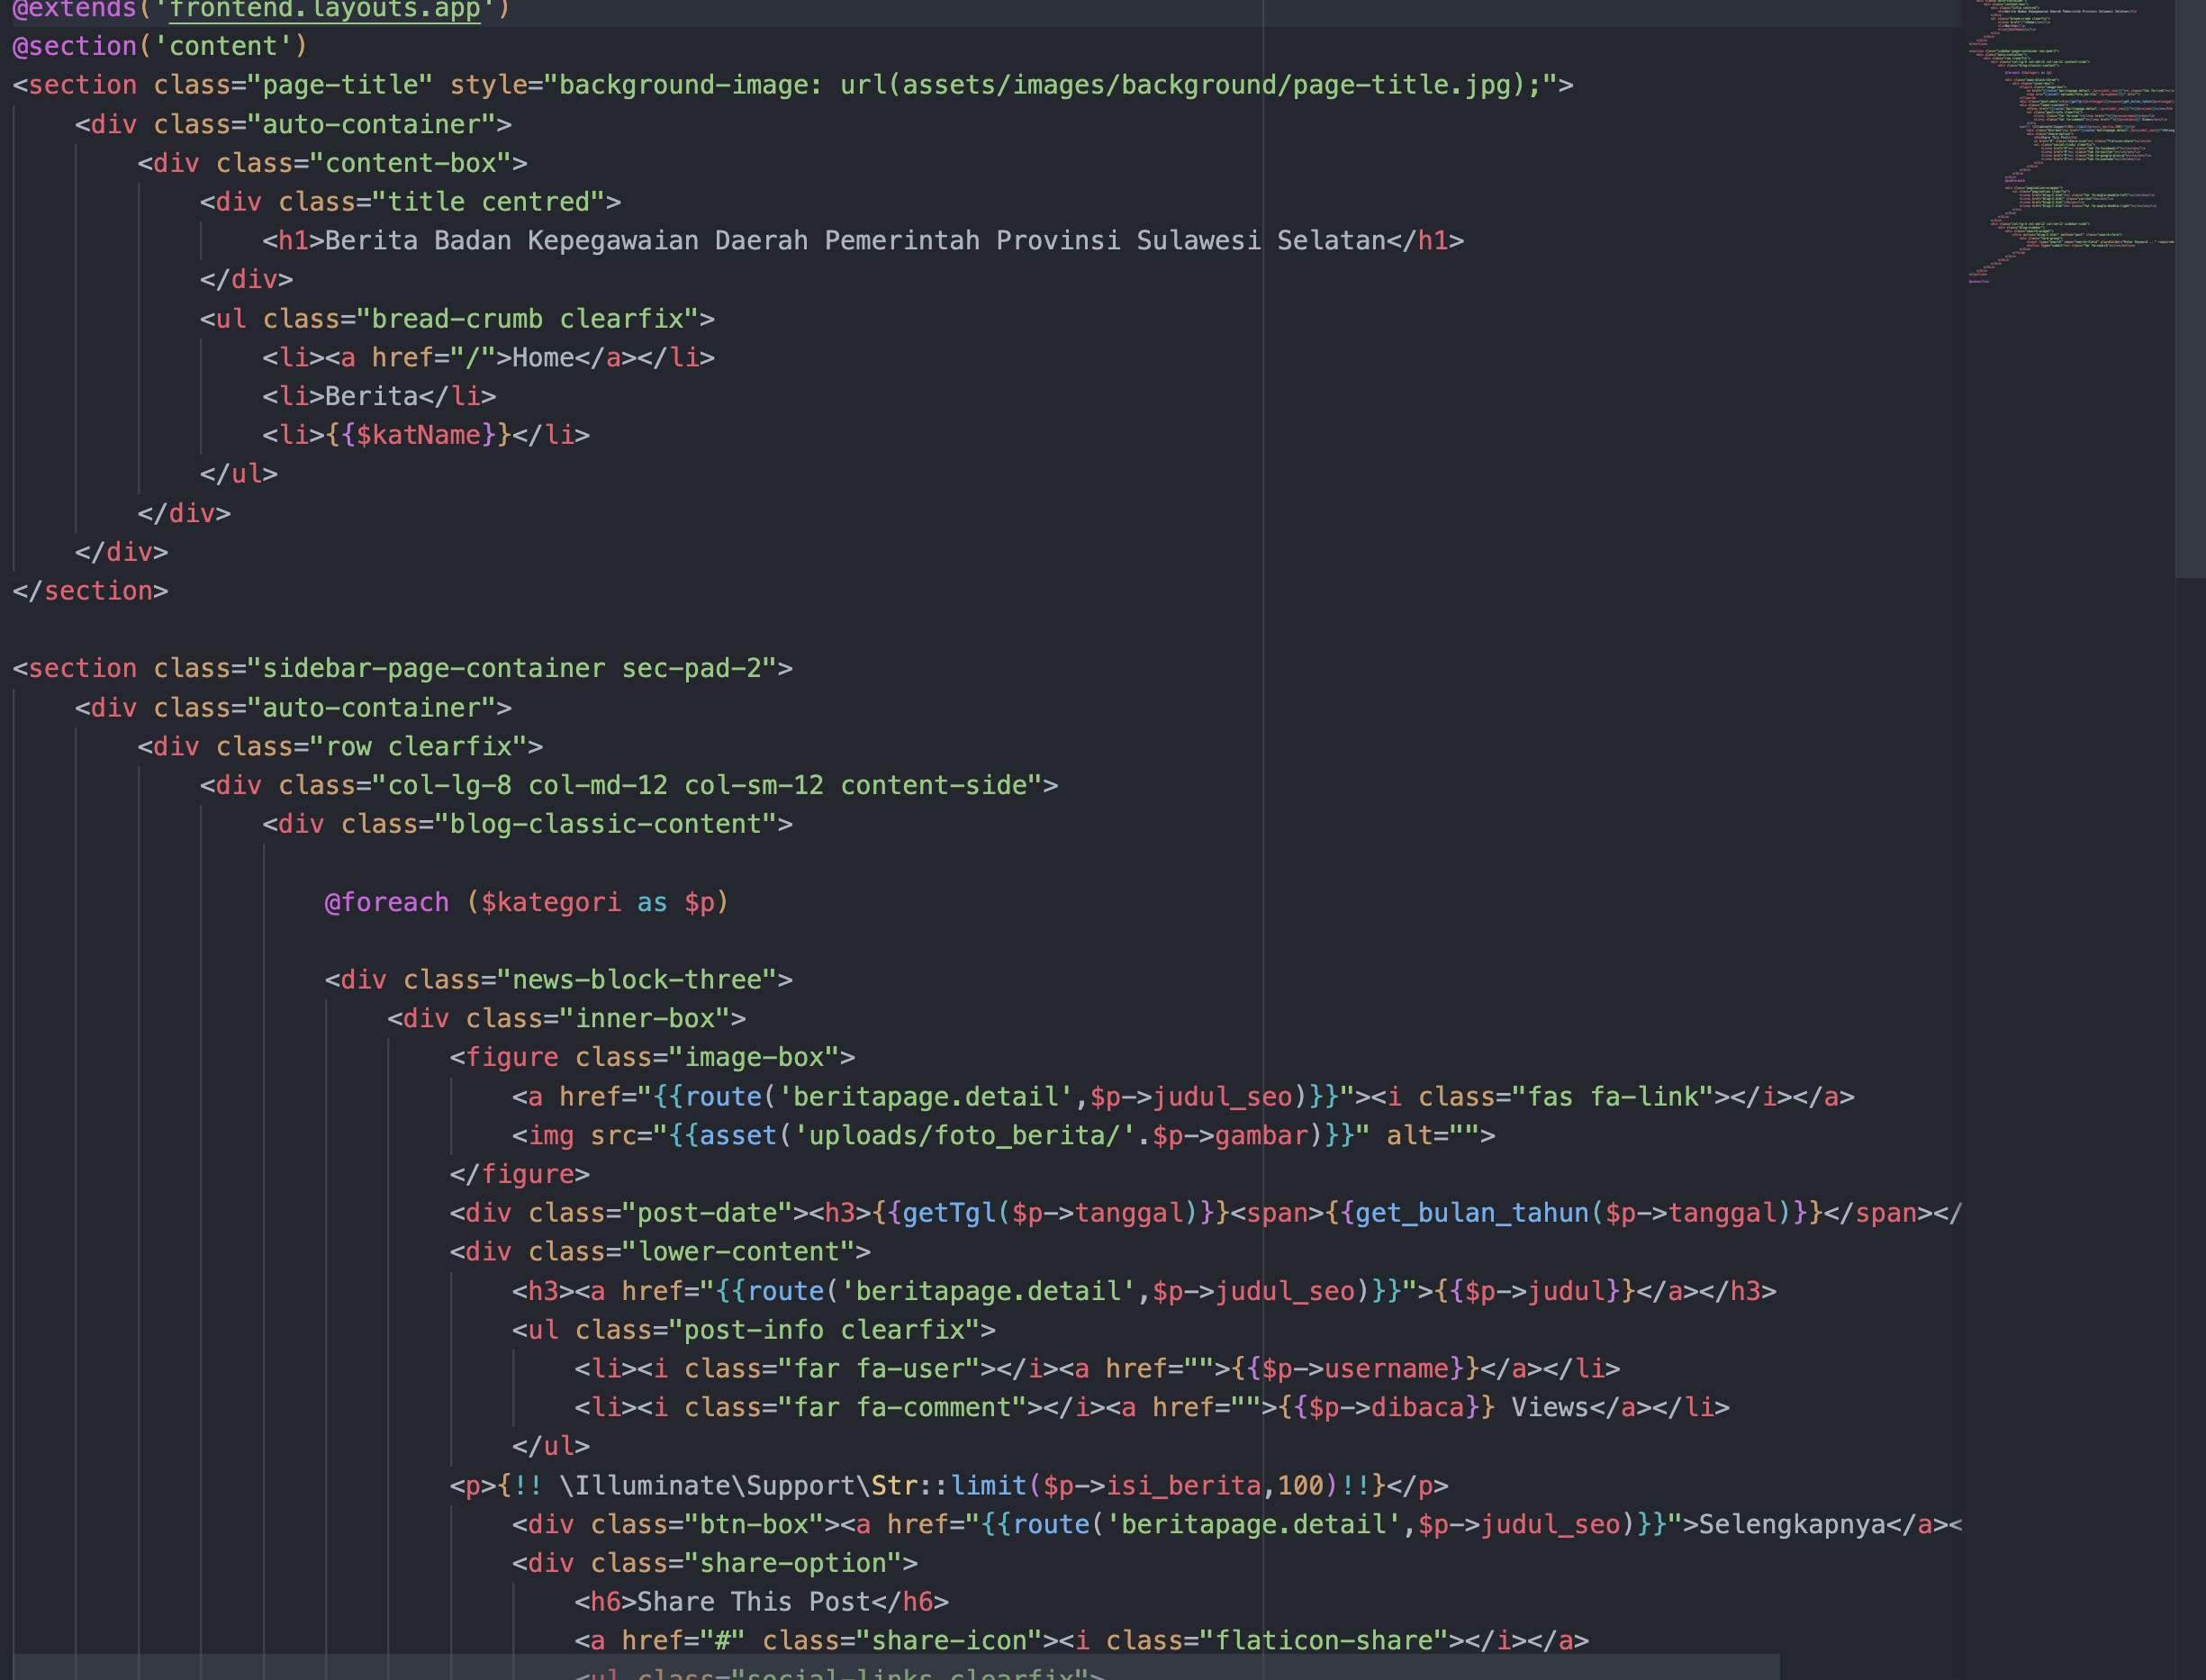 @extends('frontend.layouts.app')
@section('content')
<section class="page-title" style="background-image: url(assets/images/background/page-title.jpg);">
<div class="auto-container">
<div class="content-box">
<div class="title centred">
<h1>Berita Badan Kepegawaian Daerah Pemerintah Provinsi Sulawesi Selatan</h1>
</div>
<ul class="bread-crumb clearfix">
<li><a href="/">Home</a></li>
<li>Berita</li>
<li>{{$katName}}</li>
</ul>
</div>
</div>
</section>
<section class="sidebar-page-container sec-pad-2">
<div class="auto-container">
<div class="row clearfix">
<div class="col-lg-8 col-md-12 col-sm-12 content-side">
<div class="blog-classic-content">
@foreach ($kategori as $p)
<div class="news-block-three">
<div class="inner-box">
<figure class="image-box">
<a href="{{route('beritapage.detail',$p->judul_seo)}}"><i class="fas fa-link"></i></a>
<img src="{{asset('uploads/foto_berita/'.$p->gambar)}}" alt="">
</figure>
<div class="post-date"><h3>{{getTgl($p->tanggal)}}<span>{{get_bulan_tahun($p->tanggal)}}</span></
<div class="lower-content">
<h3><a href="{{route('beritapage.detail',$p->judul_seo)}}">{{$p->judul}}</a></h3>
<ul class="post-info clearfix">
<li><i class="far fa-user"></i><a href="">{{$p->username}}</a></li>
<li><i class="far fa-comment"></i><a href="">{{$p->dibaca}} Views</a></li>
</ul>
<p>{!! \Illuminate\Support\Str::limit($p->isi_berita,100)!!}</p>
<div class="btn-box"><a href="{{route('beritapage.detail',$p->judul_seo)}}">Selengkapnya</a><
<div class="share-option">
<h6>Share This Post</h6>
<a href="#" class="share-icon"><i class="flaticon-share"></i></a>
<ul class="social-links clearfix">